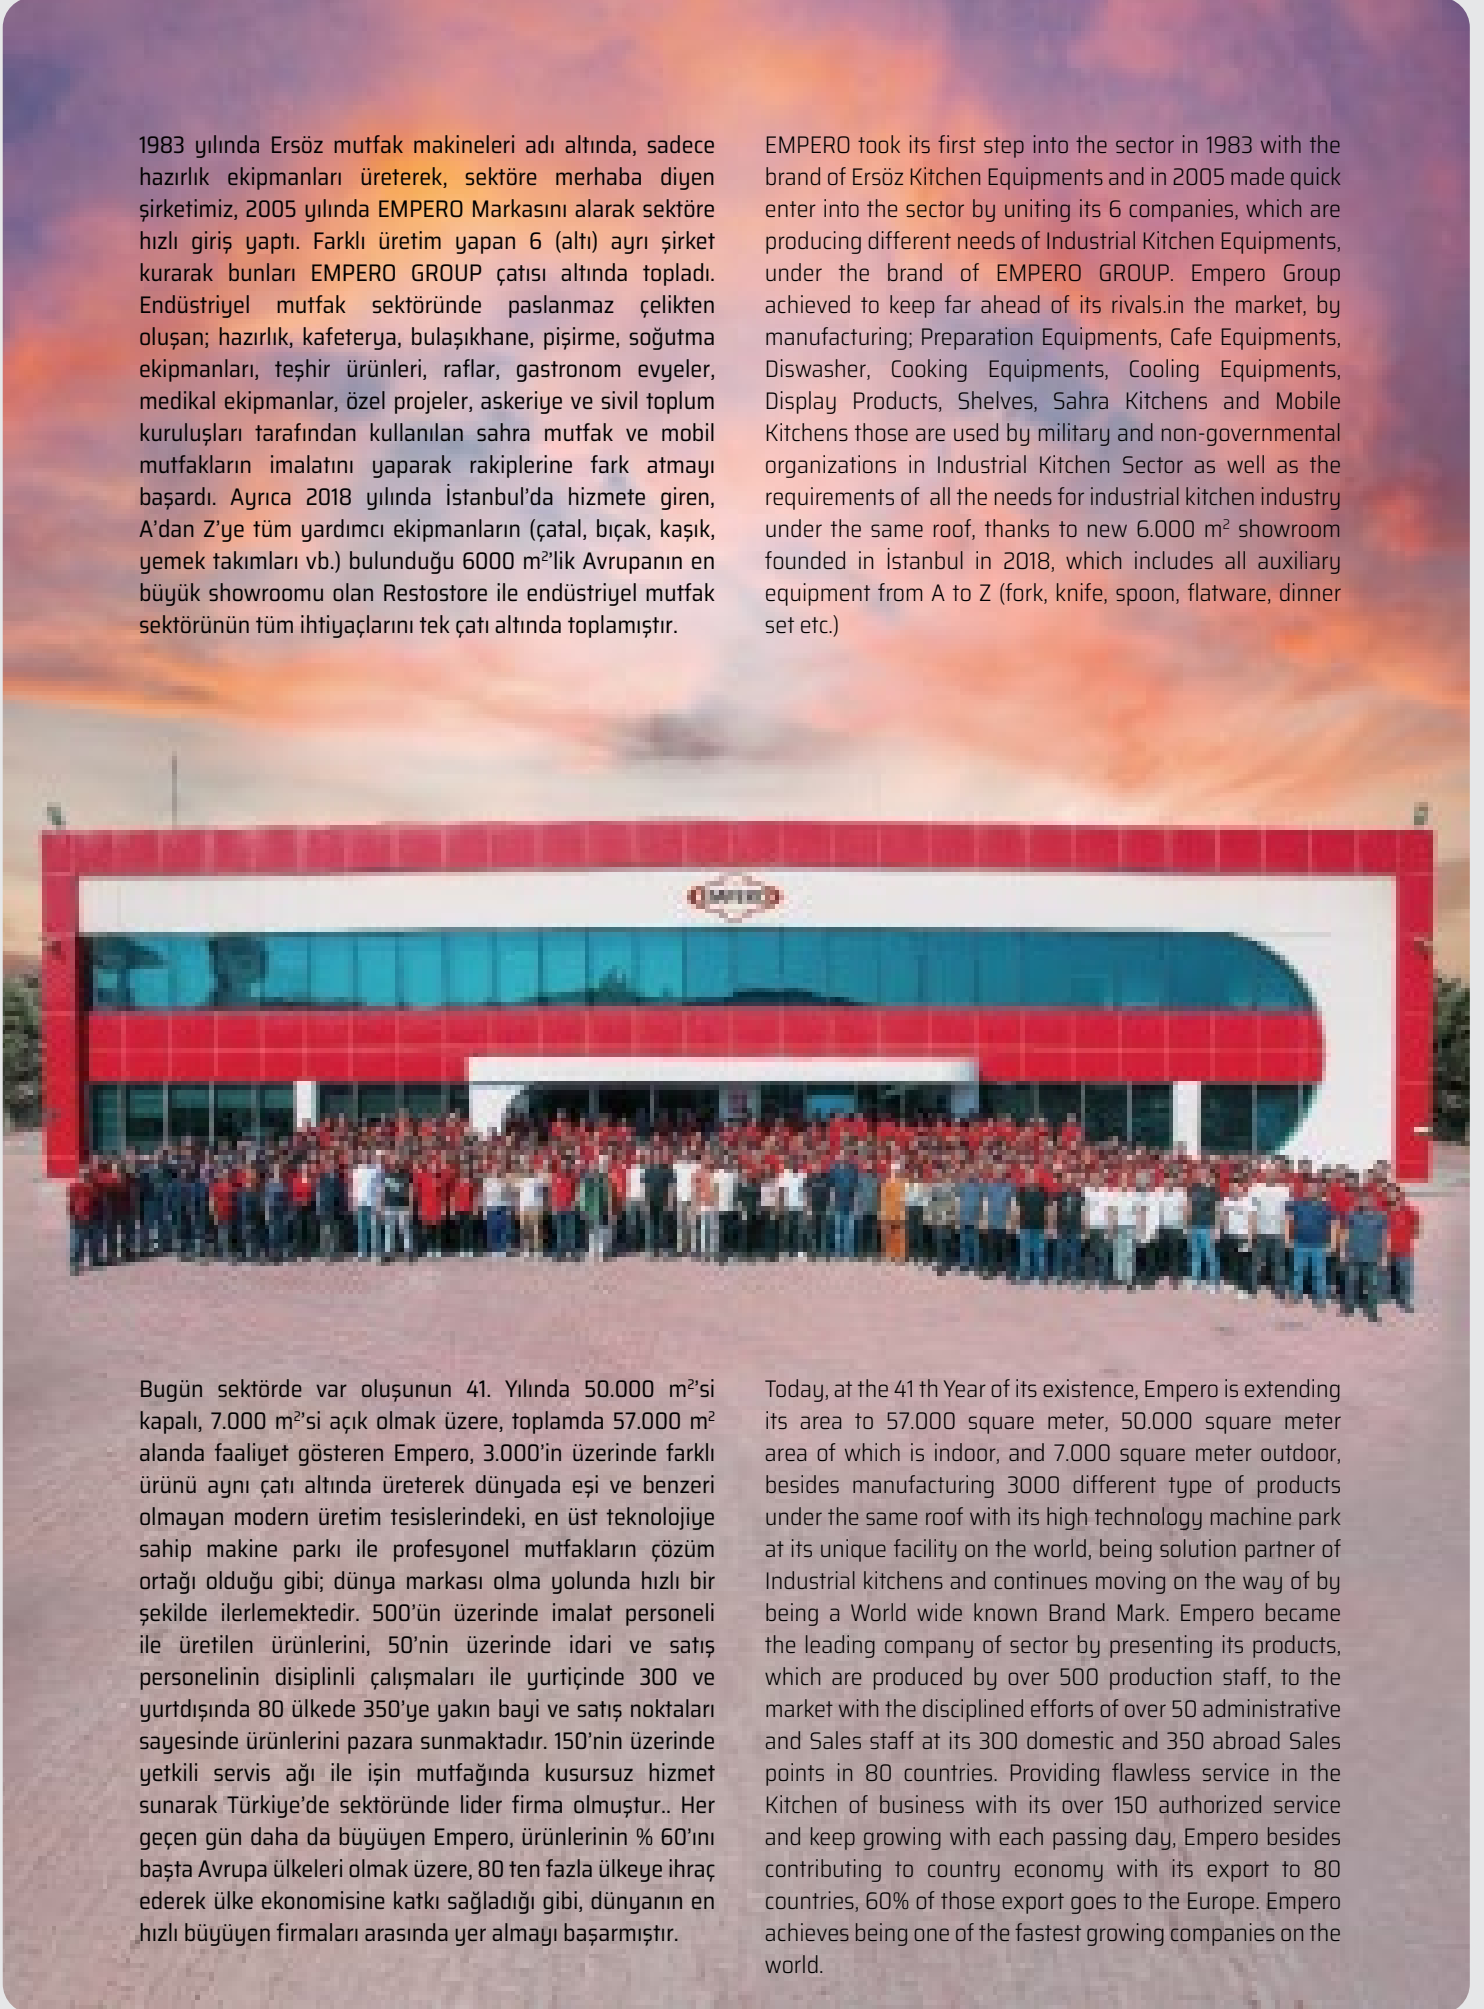 1983 yılında Ersöz mutfak makineleri adı altında, sadece
hazırlık ekipmanları üreterek, sektöre merhaba diyen
şirketimiz, 2005 yılında EMPERO Markasını alarak sektöre
hızlı giriş yaptı. Farklı üretim yapan 6 (altı) ayrı şirket
kurarak bunları EMPERO GROUP çatısı altında topladı.
Endüstriyel mutfak sektöründe paslanmaz çelikten
oluşan; hazırlık, kafeterya, bulaşıkhane, pişirme, soğutma
ekipmanları, teşhir ürünleri, raflar, gastronom evyeler,
medikal ekipmanlar, özel projeler, askeriye ve sivil toplum
kuruluşları tarafından kullanılan sahra mutfak ve mobil
mutfakların imalatını yaparak rakiplerine fark atmayı
başardı. Ayrıca 2018 yılında İstanbul’da hizmete giren,
A’dan Z’ye tüm yardımcı ekipmanların (çatal, bıçak, kaşık,
yemek takımları vb.) bulunduğu 6000 m²’lik Avrupanın en
büyük showroomu olan Restostore ile endüstriyel mutfak
sektörünün tüm ihtiyaçlarını tek çatı altında toplamıştır.
EMPERO took its first step into the sector in 1983 with the
brand of Ersöz Kitchen Equipments and in 2005 made quick
enter into the sector by uniting its 6 companies, which are
producing different needs of Industrial Kitchen Equipments,
under the brand of EMPERO GROUP. Empero Group
achieved to keep far ahead of its rivals.in the market, by
manufacturing; Preparation Equipments, Cafe Equipments,
Diswasher, Cooking Equipments, Cooling Equipments,
Display Products, Shelves, Sahra Kitchens and Mobile
Kitchens those are used by military and non-governmental
organizations in Industrial Kitchen Sector as well as the
requirements of all the needs for industrial kitchen industry
under the same roof, thanks to new 6.000 m² showroom
founded in İstanbul in 2018, which includes all auxiliary
equipment from A to Z (fork, knife, spoon, flatware, dinner
set etc.)
EMPERO
Bugün sektörde var oluşunun 41. Yılında 50.000 m²’si
kapalı, 7.000 m²’si açık olmak üzere, toplamda 57.000 m²
alanda faaliyet gösteren Empero, 3.000’in üzerinde farklı
ürünü aynı çatı altında üreterek dünyada eşi ve benzeri
olmayan modern üretim tesislerindeki, en üst teknolojiye
sahip makine parkı ile profesyonel mutfakların çözüm
ortağı olduğu gibi; dünya markası olma yolunda hızlı bir
şekilde ilerlemektedir. 500’ün üzerinde imalat personeli
ile üretilen ürünlerini, 50’nin üzerinde idari ve satış
personelinin disiplinli çalışmaları ile yurtiçinde 300 ve
yurtdışında 80 ülkede 350’ye yakın bayi ve satış noktaları
sayesinde ürünlerini pazara sunmaktadır. 150’nin üzerinde
yetkili servis ağı ile işin mutfağında kusursuz hizmet
sunarak Türkiye’de sektöründe lider firma olmuştur.. Her
geçen gün daha da büyüyen Empero, ürünlerinin % 60’ını
başta Avrupa ülkeleri olmak üzere, 80 ten fazla ülkeye ihraç
ederek ülke ekonomisine katkı sağladığı gibi, dünyanın en
hızlı büyüyen firmaları arasında yer almayı başarmıştır.
Today, at the 41 th Year of its existence, Empero is extending
its area to 57.000 square meter, 50.000 square meter
area of which is indoor, and 7.000 square meter outdoor,
besides manufacturing 3000 different type of products
under the same roof with its high technology machine park
at its unique facility on the world, being solution partner of
Industrial kitchens and continues moving on the way of by
being a World wide known Brand Mark. Empero became
the leading company of sector by presenting its products,
which are produced by over 500 production staff, to the
market with the disciplined efforts of over 50 administrative
and Sales staff at its 300 domestic and 350 abroad Sales
points in 80 countries. Providing flawless service in the
Kitchen of business with its over 150 authorized service
and keep growing with each passing day, Empero besides
contributing to country economy with its export to 80
countries, 60% of those export goes to the Europe. Empero
achieves being one of the fastest growing companies on the
world.